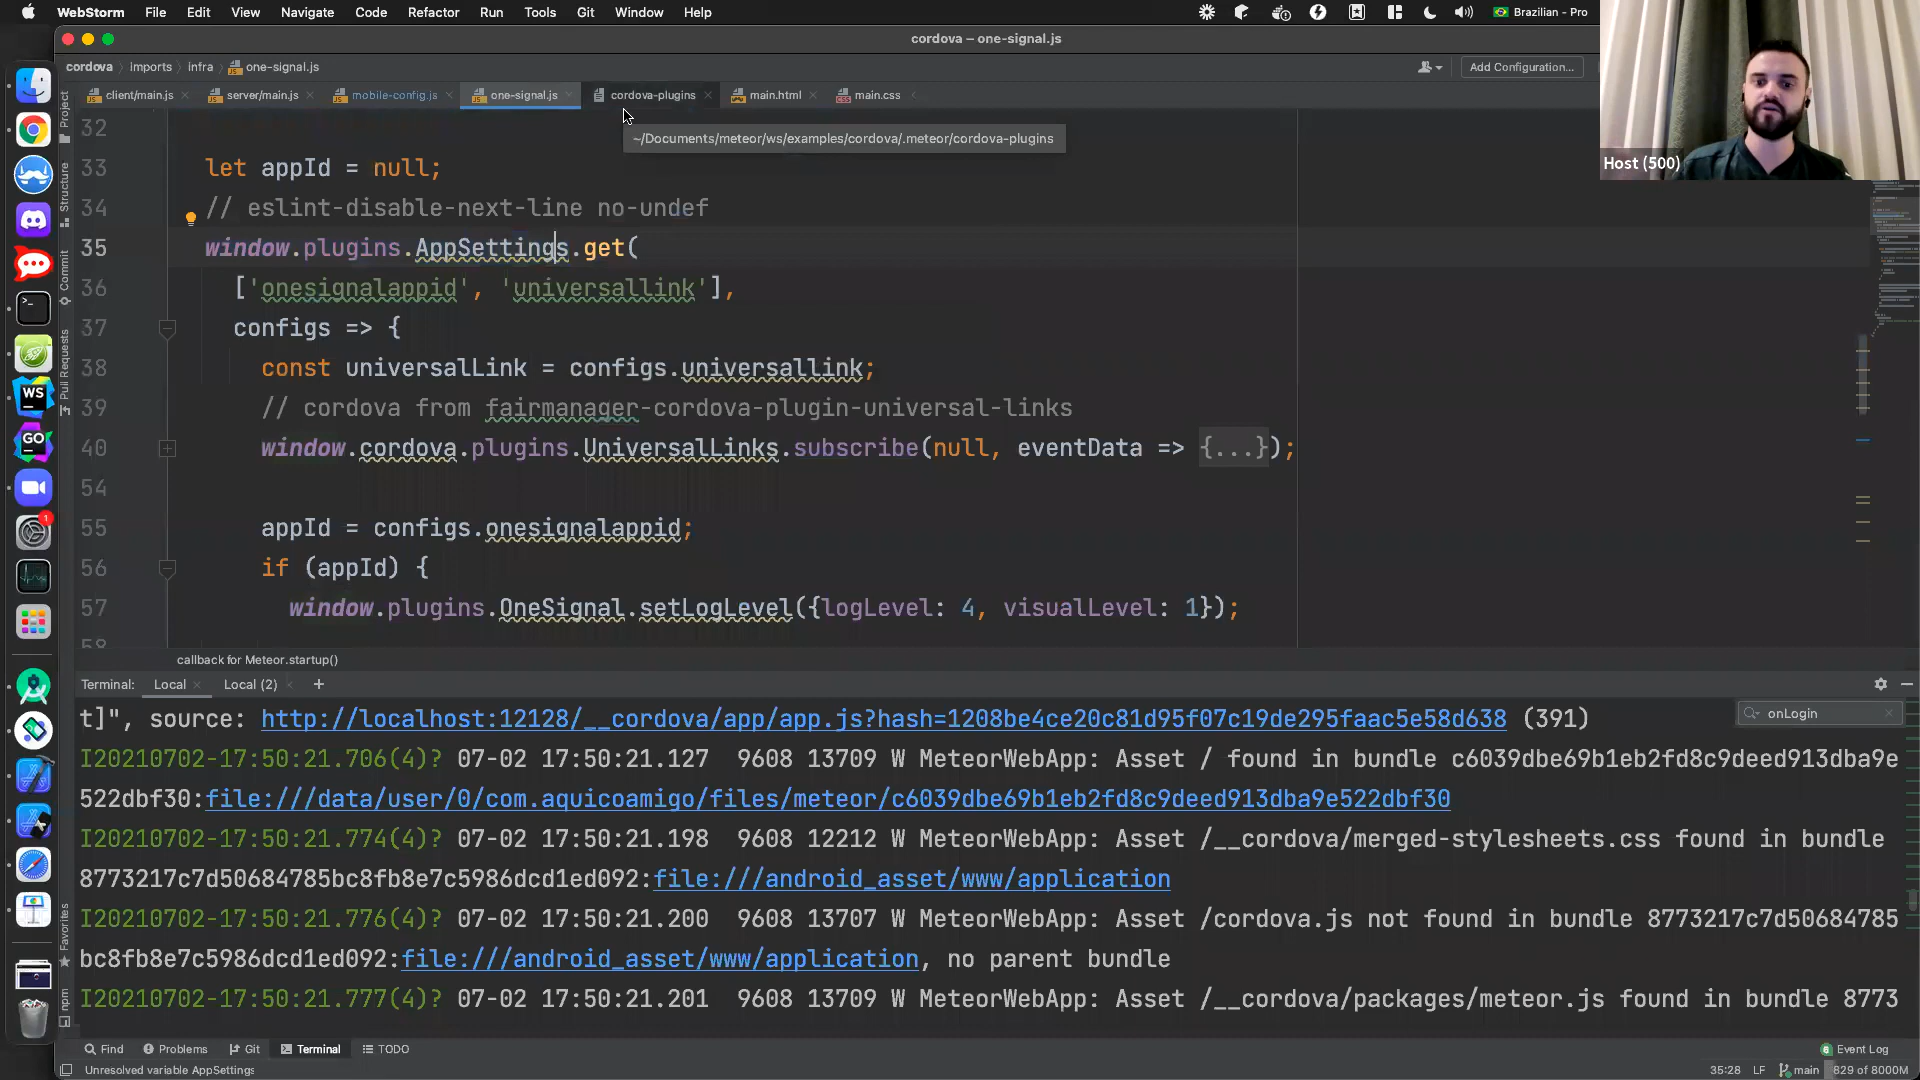 WebStorm File Edit View Navigate Code Refactor Run Tools Git Window Help Brazilian - Pro
cordova – one-signal.js
cordova imports infra one-signal.js Add Configuration...
client/main.js server/main.js mobile-config.js one-signal.js cordova-plugins main.html main.css
~/Documents/meteor/ws/examples/cordova/.meteor/cordova-plugins
Host (500)
Project
Structure
Commit
Pull Requests
Favorites
npm
WS
GO
1
32
33 let appId = null;
34 // eslint-disable-next-line no-undef
35 window.plugins.AppSettings.get(
36 ['onesignalappid', 'universallink'],
37 configs => {
38 const universalLink = configs.universallink;
39 // cordova from fairmanager-cordova-plugin-universal-links
40 window.cordova.plugins.UniversalLinks.subscribe(null, eventData => {...});
54
55 appId = configs.onesignalappid;
56 if (appId) {
57 window.plugins.OneSignal.setLogLevel({logLevel: 4, visualLevel: 1});
58
callback for Meteor.startup()
Terminal: Local Local (2) +
onLogin
t]", source: http://localhost:12128/__cordova/app/app.js?hash=1208be4ce20c81d95f07c19de295faac5e58d638 (391)
I20210702-17:50:21.706(4)? 07-02 17:50:21.127 9608 13709 W MeteorWebApp: Asset / found in bundle c6039dbe69b1eb2fd8c9deed913dba9e
522dbf30:file:///data/user/0/com.aquicoamigo/files/meteor/c6039dbe69b1eb2fd8c9deed913dba9e522dbf30
I20210702-17:50:21.774(4)? 07-02 17:50:21.198 9608 12212 W MeteorWebApp: Asset /__cordova/merged-stylesheets.css found in bundle
8773217c7d50684785bc8fb8e7c5986dcd1ed092:file:///android_asset/www/application
I20210702-17:50:21.776(4)? 07-02 17:50:21.200 9608 13707 W MeteorWebApp: Asset /cordova.js not found in bundle 8773217c7d50684785
bc8fb8e7c5986dcd1ed092:file:///android_asset/www/application, no parent bundle
I20210702-17:50:21.777(4)? 07-02 17:50:21.201 9608 13709 W MeteorWebApp: Asset /__cordova/packages/meteor.js found in bundle 8773
Find Problems Git Terminal TODO 6 Event Log
Unresolved variable AppSettings 35:28 LF main 829 of 8000M